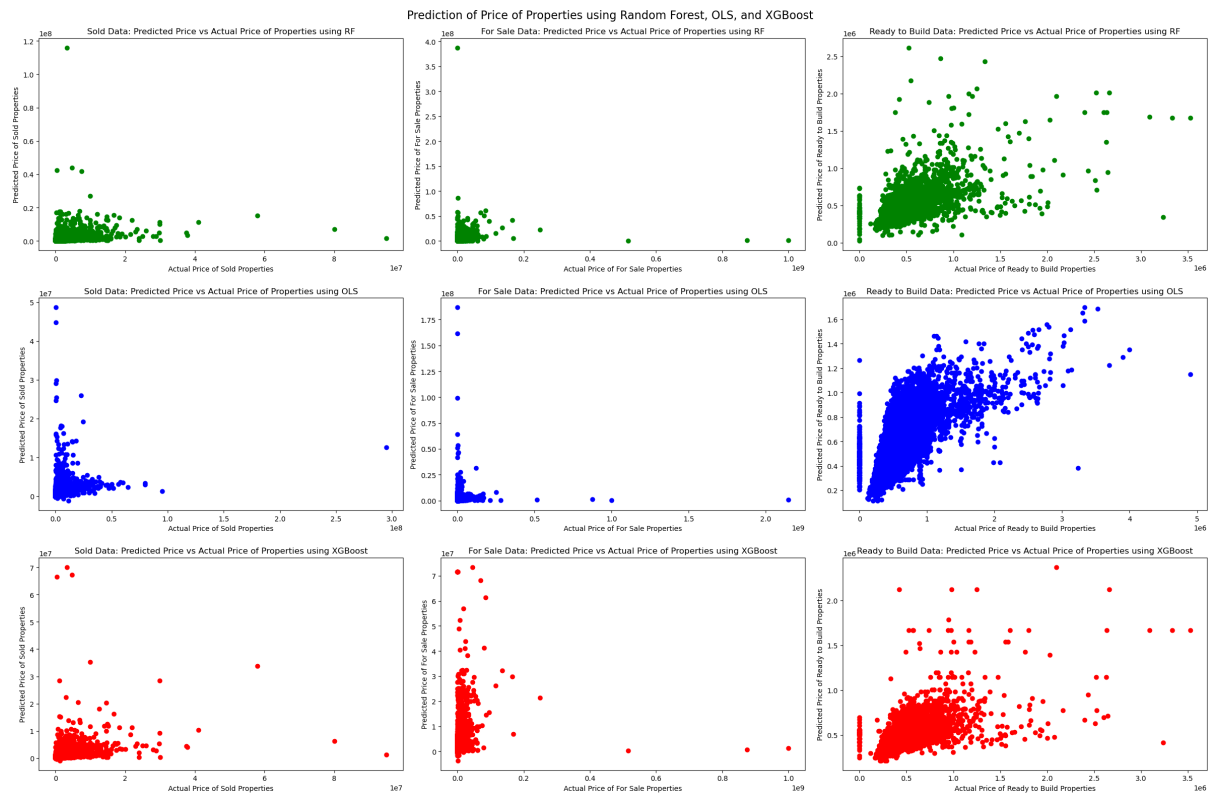 Prediction of Price of Properties using Random Forest, OLS, and XGBoost
Sold Data: Predicted Price vs Actual Price of Properties using RF
1e8
Predicted Price of Sold Properties
1.2
1.0
0.8
0.6
0.4
0.2
0.0
0 2 4 6 8
Actual Price of Sold Properties
1e7
For Sale Data: Predicted Price vs Actual Price of Properties using RF
1e8
Predicted Price of For Sale Properties
4.0
3.5
3.0
2.5
2.0
1.5
1.0
0.5
0.0
0.0 0.2 0.4 0.6 0.8 1.0
Actual Price of For Sale Properties
1e9
Ready to Build Data: Predicted Price vs Actual Price of Properties using RF
1e6
Predicted Price of Ready to Build Properties
2.5
2.0
1.5
1.0
0.5
0.0
0.0 0.5 1.0 1.5 2.0 2.5 3.0 3.5
Actual Price of Ready to Build Properties
1e6
Sold Data: Predicted Price vs Actual Price of Properties using OLS
1e7
Predicted Price of Sold Properties
5
4
3
2
1
0
0.0 0.5 1.0 1.5 2.0 2.5 3.0
Actual Price of Sold Properties
1e8
For Sale Data: Predicted Price vs Actual Price of Properties using OLS
1e8
Predicted Price of For Sale Properties
1.75
1.50
1.25
1.00
0.75
0.50
0.25
0.00
0.0 0.5 1.0 1.5 2.0
Actual Price of For Sale Properties
1e9
Ready to Build Data: Predicted Price vs Actual Price of Properties using OLS
1e6
Predicted Price of Ready to Build Properties
1.6
1.4
1.2
1.0
0.8
0.6
0.4
0.2
0 1 2 3 4 5
Actual Price of Ready to Build Properties
1e6
Sold Data: Predicted Price vs Actual Price of Properties using XGBoost
1e7
Predicted Price of Sold Properties
7
6
5
4
3
2
1
0
0 2 4 6 8
Actual Price of Sold Properties
1e7
For Sale Data: Predicted Price vs Actual Price of Properties using XGBoost
1e7
Predicted Price of For Sale Properties
7
6
5
4
3
2
1
0
0.0 0.2 0.4 0.6 0.8 1.0
Actual Price of For Sale Properties
1e9
Ready to Build Data: Predicted Price vs Actual Price of Properties using XGBoost
1e6
Predicted Price of Ready to Build Properties
2.0
1.5
1.0
0.5
0.0 0.5 1.0 1.5 2.0 2.5 3.0 3.5
Actual Price of Ready to Build Properties
1e6